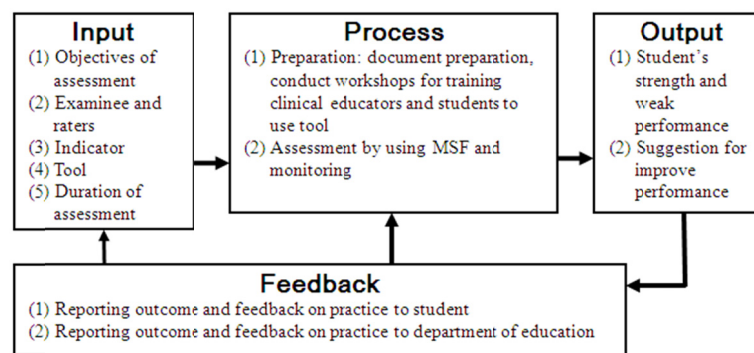 Input
(1) Objectives of
assessment
(2) Examinee and
raters
(3) Indicator
(4) Tool
(5) Duration of
assessment
Process
(1) Preparation: document preparation,
conduct workshops for training
clinical educators and students to
use tool
(2) Assessment by using MSF and
monitoring
Output
(1) Student's
strength and
weak
performance
(2) Suggestion for
improve
performance
Feedback
(1) Reporting outcome and feedback on practice to student
(2) Reporting outcome and feedback on practice to department of education